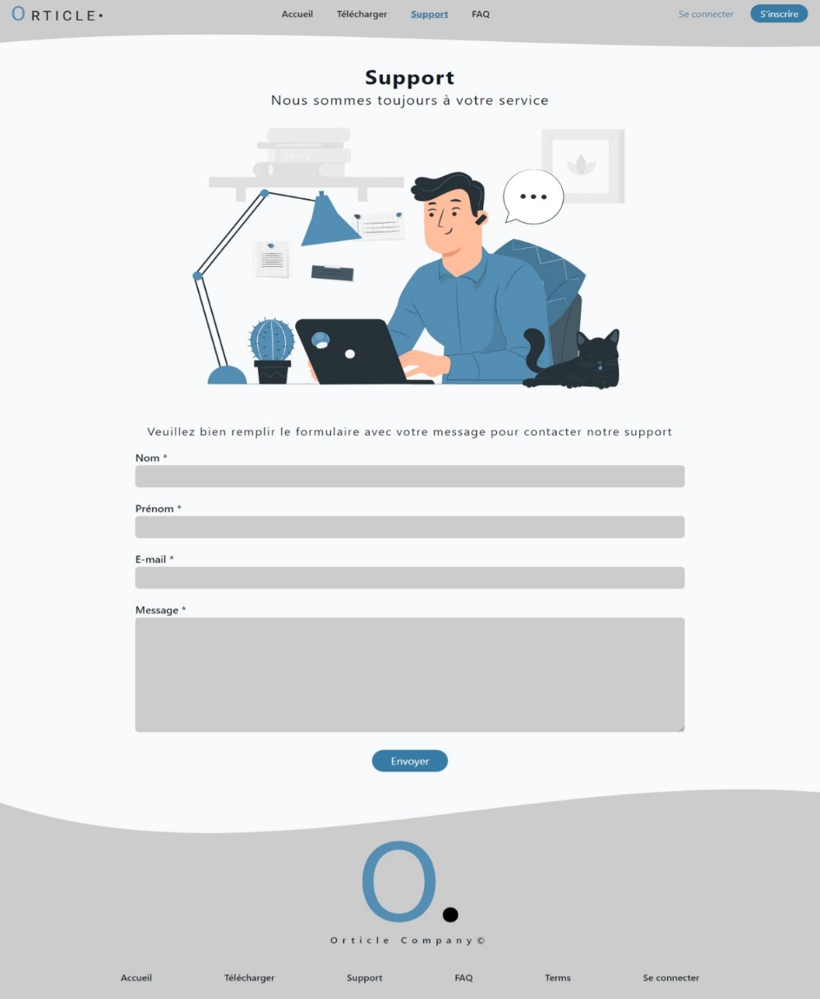 ORTICLE.
Accueil Télécharger Support FAQ Se connecter S'inscrire
Support
Nous sommes toujours à votre service
Veuillez bien remplir le formulaire avec votre message pour contacter notre support
Nom *
Prénom *
E-mail *
Message *
Envoyer
O.
Orticle Company©
Accueil Télécharger Support FAQ Terms Se connecter